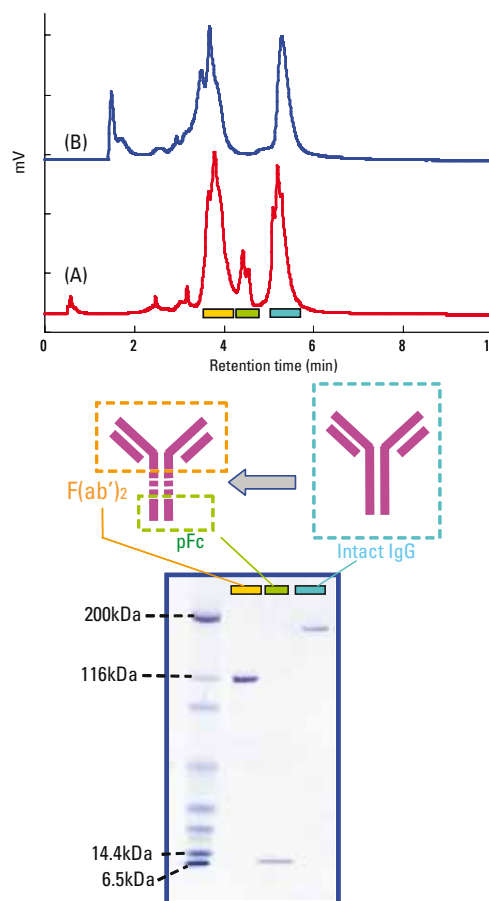 (B)
mV
(A)
0 2 4 6 8 1
Retention time (min)
F(ab')2
pFc
Intact IgG
200kDa
116kDa
14.4kDa
6.5kDa